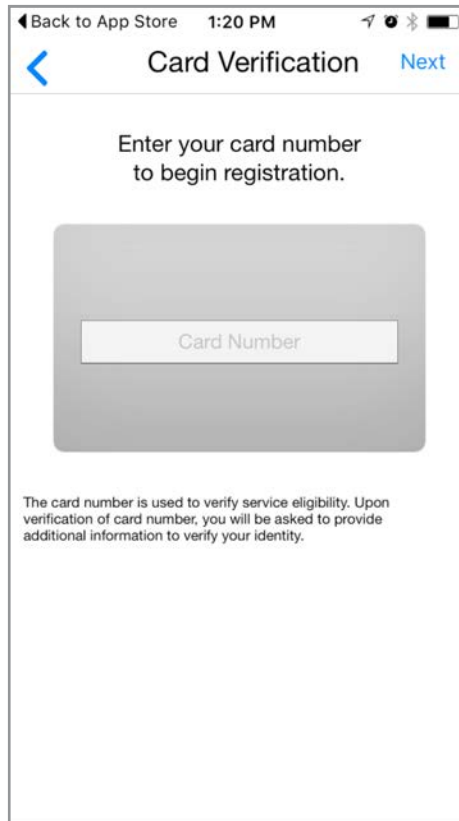 Back to App Store 1:20 PM
Card Verification Next
Enter your card number
to begin registration.
Card Number
The card number is used to verify service eligibility. Upon
verification of card number, you will be asked to provide
additional information to verify your identity.